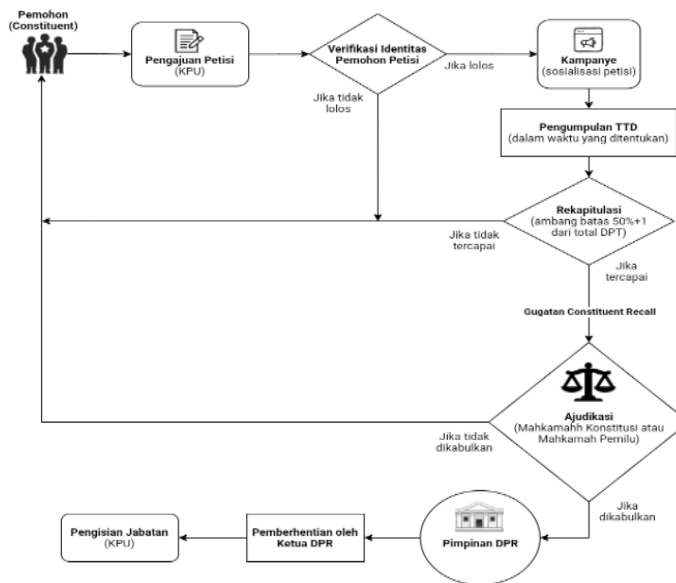 Pemohon
(Constituent)
Pengajuan Petisi
(KPU)
Verifikasi Identitas
Pemohon Petisi
Jika lolos
Kampanye
(sosialisasi petisi)
Jika tidak
lolos
Pengumpulan TTD
(dalam waktu yang ditentukan)
Rekapitulasi
(ambang batas 50%+1
dari total DPT)
Jika tidak
tercapai
Jika
tercapai
Gugatan Constituent Recall
Ajudikasi
(Mahkamahh Konstitusi atau
Mahkamah Pemilu)
Jika tidak
dikabulkan
Jika
dikabulkan
Pimpinan DPR
Pemberhentian oleh
Ketua DPR
Pengisian Jabatan
(KPU)